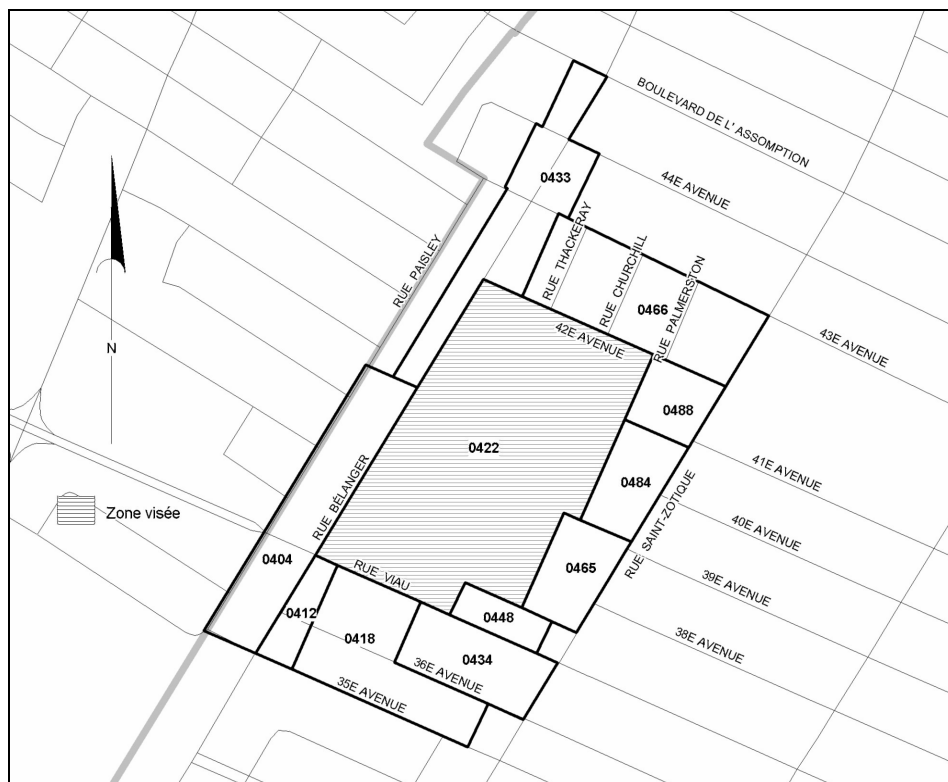 BOULEVARD DE L' ASSOMPTION
0433
44E AVENUE
RUE THACKERAY
RUE CHURCHILL
RUE PALMERSTON
RUE PAISLEY
0466
42E AVENUE
43E AVENUE
N
0488
0422
41E AVENUE
0484
RUE BÉLANGER
RUE SAINT-ZOTIQUE
40E AVENUE
Zone visée
0404
RUE VIAU
0465
39E AVENUE
0412
0418
0448
38E AVENUE
0434
36E AVENUE
35E AVENUE